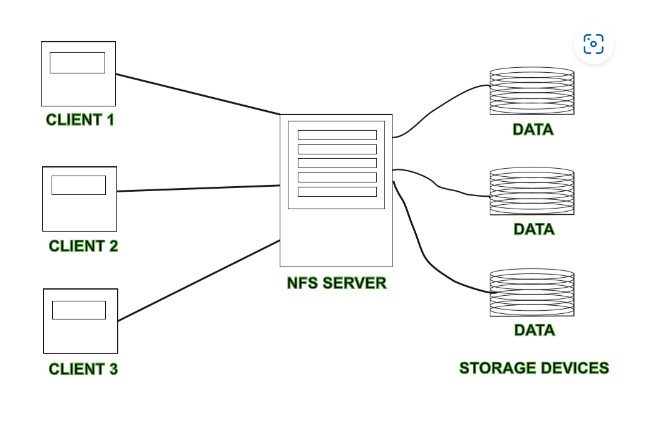 CLIENT 1
CLIENT 2
CLIENT 3
NFS SERVER
DATA
DATA
DATA
STORAGE DEVICES